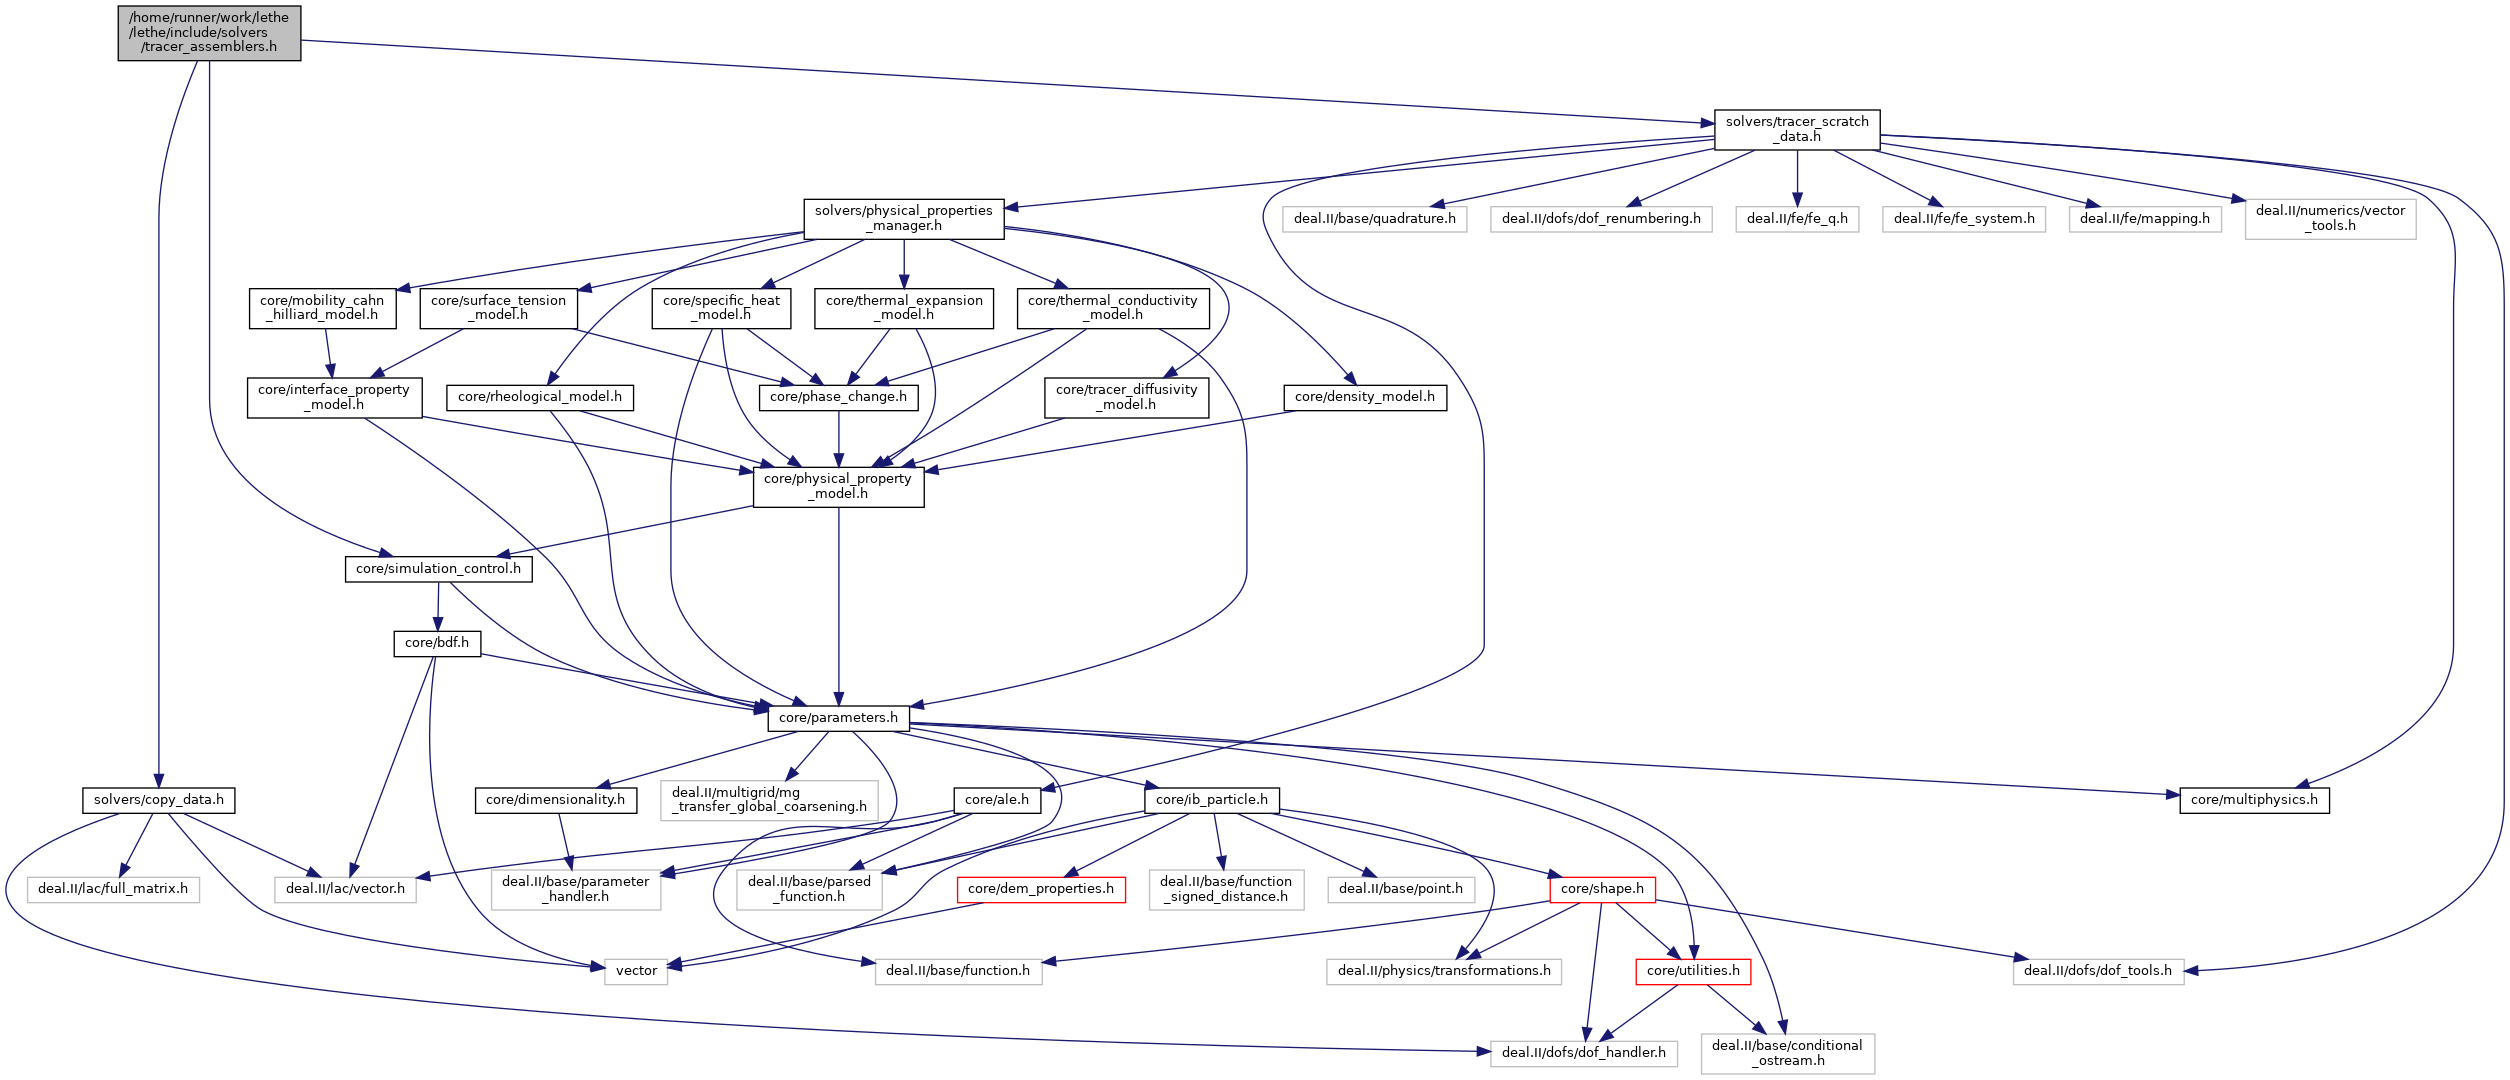 /home/runner/work/lethe
/lethe/include/solvers
/tracer_assemblers.h
solvers/tracer_scratch
_data.h
solvers/physical_properties
_manager.h
deal.II/base/quadrature.h
deal.II/dofs/dof_renumbering.h
deal.II/fe/fe_q.h
deal.II/fe/fe_system.h
deal.II/fe/mapping.h
deal.II/numerics/vector
_tools.h
core/mobility_cahn
_hilliard_model.h
core/surface_tension
_model.h
core/specific_heat
_model.h
core/thermal_expansion
_model.h
core/thermal_conductivity
_model.h
core/interface_property
_model.h
core/rheological_model.h
core/phase_change.h
core/tracer_diffusivity
_model.h
core/density_model.h
core/physical_property
_model.h
core/simulation_control.h
core/bdf.h
core/parameters.h
solvers/copy_data.h
core/dimensionality.h
deal.II/multigrid/mg
_transfer_global_coarsening.h
core/ale.h
core/ib_particle.h
core/multiphysics.h
deal.II/lac/full_matrix.h
deal.II/lac/vector.h
deal.II/base/parameter
_handler.h
deal.II/base/parsed
_function.h
core/dem_properties.h
deal.II/base/function
_signed_distance.h
deal.II/base/point.h
core/shape.h
vector
deal.II/base/function.h
deal.II/physics/transformations.h
core/utilities.h
deal.II/dofs/dof_tools.h
deal.II/dofs/dof_handler.h
deal.II/base/conditional
_ostream.h